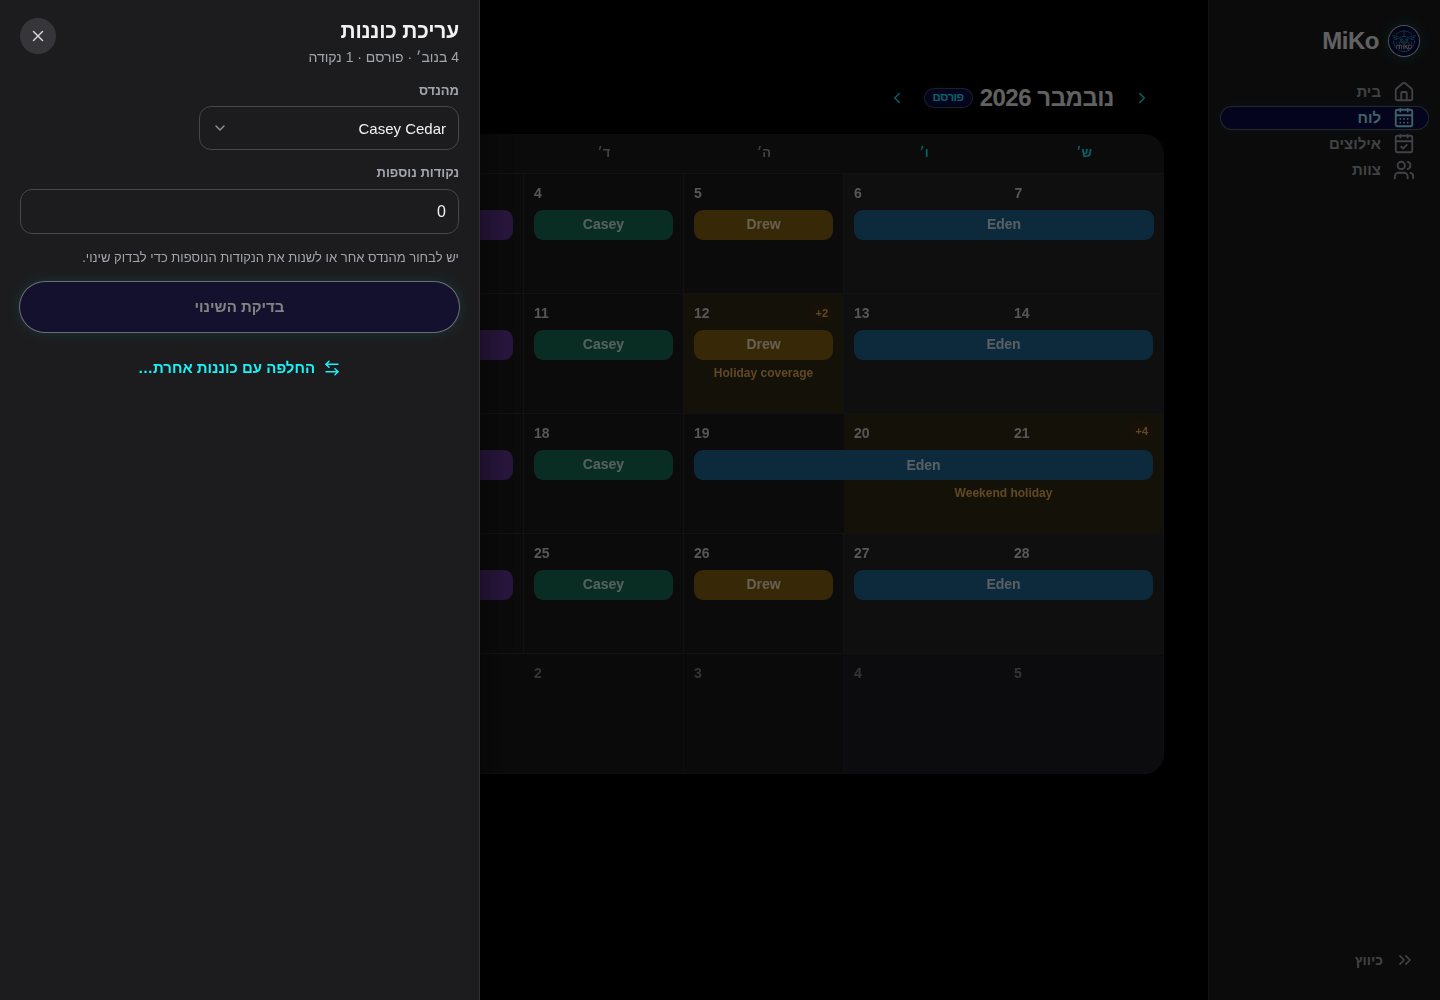 עריכת כוננות
4 בנוב׳ · פורסם · 1 נקודה
מהנדס
Casey Cedar
נקודות נוספות
0
יש לבחור מהנדס אחר או לשנות את הנקודות הנוספות כדי לבדוק שינוי.
בדיקת השינוי
החלפה עם כוננות אחרת…
MiKo
בית
לוח
אילוצים
צוות
כיווץ
נובמבר 2026
פורסם
ד׳ ה׳ ו׳ ש׳
4 5 6 7
Casey Drew Eden
11 12 +2 13 14
Casey Drew Eden
Holiday coverage
18 19 20 21 +4
Casey Eden
Weekend holiday
25 26 27 28
Casey Drew Eden
2 3 4 5